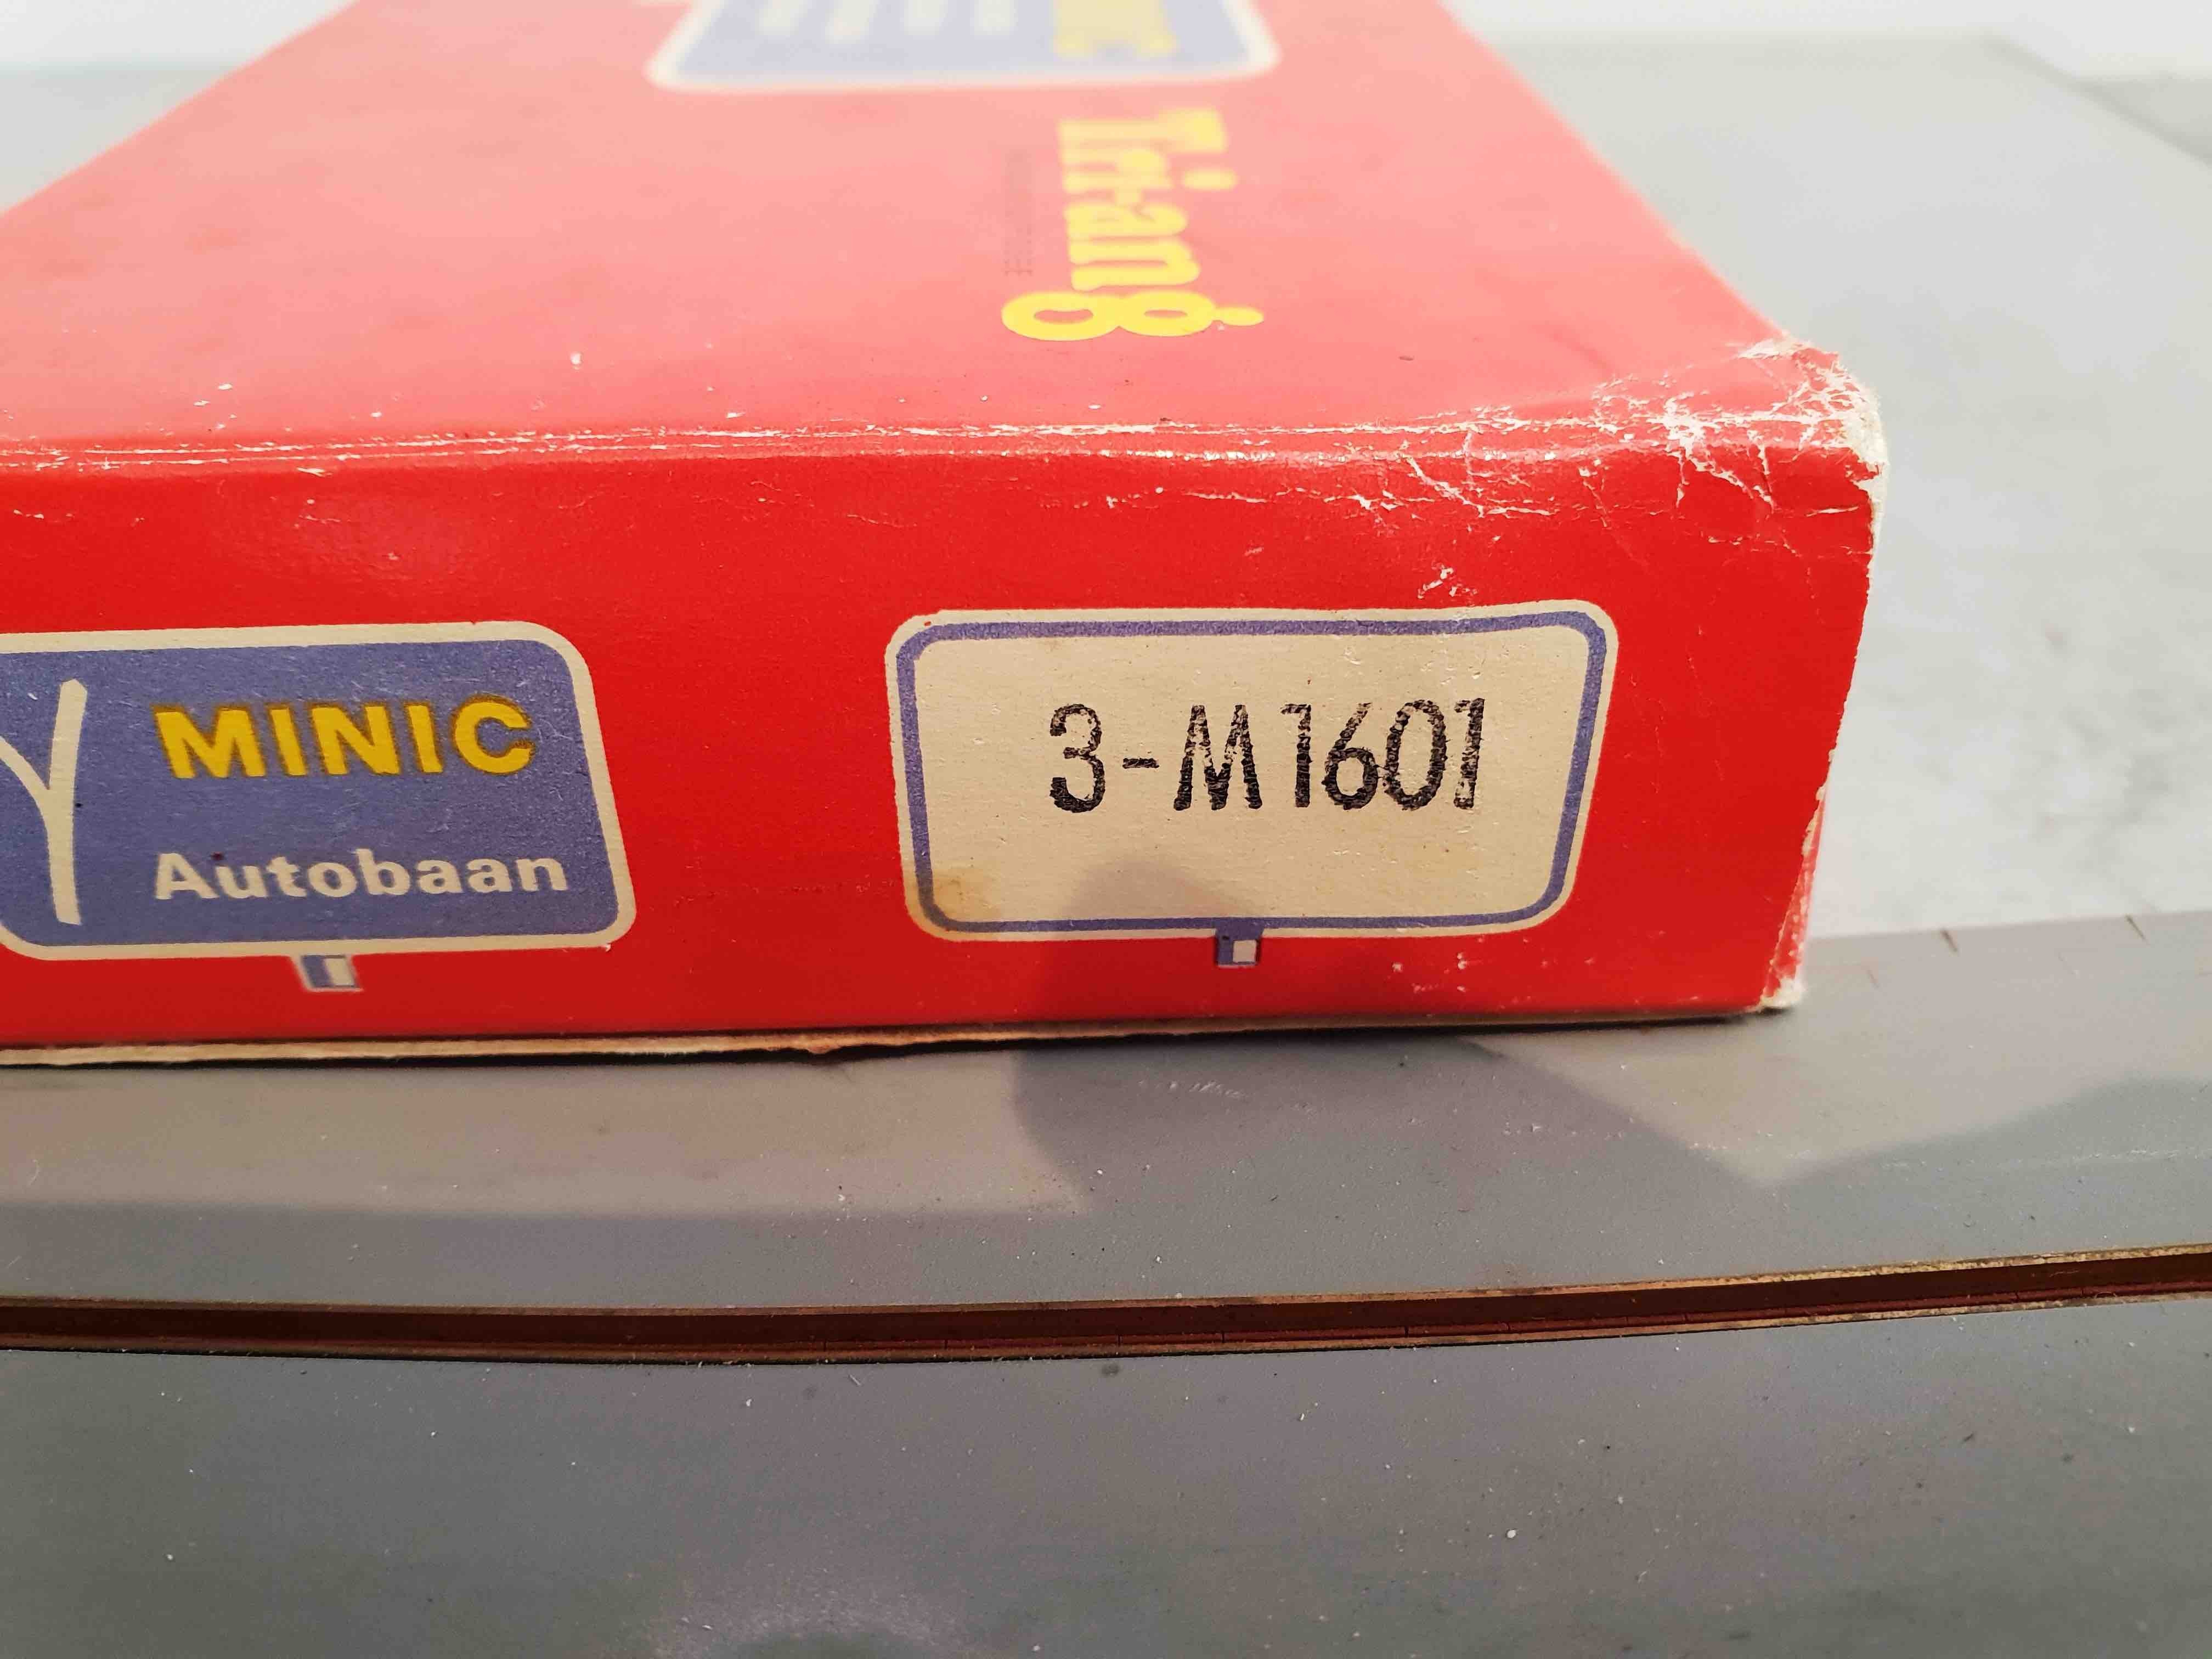 Tri-ang
MINIC
Autobaan
3-M1601